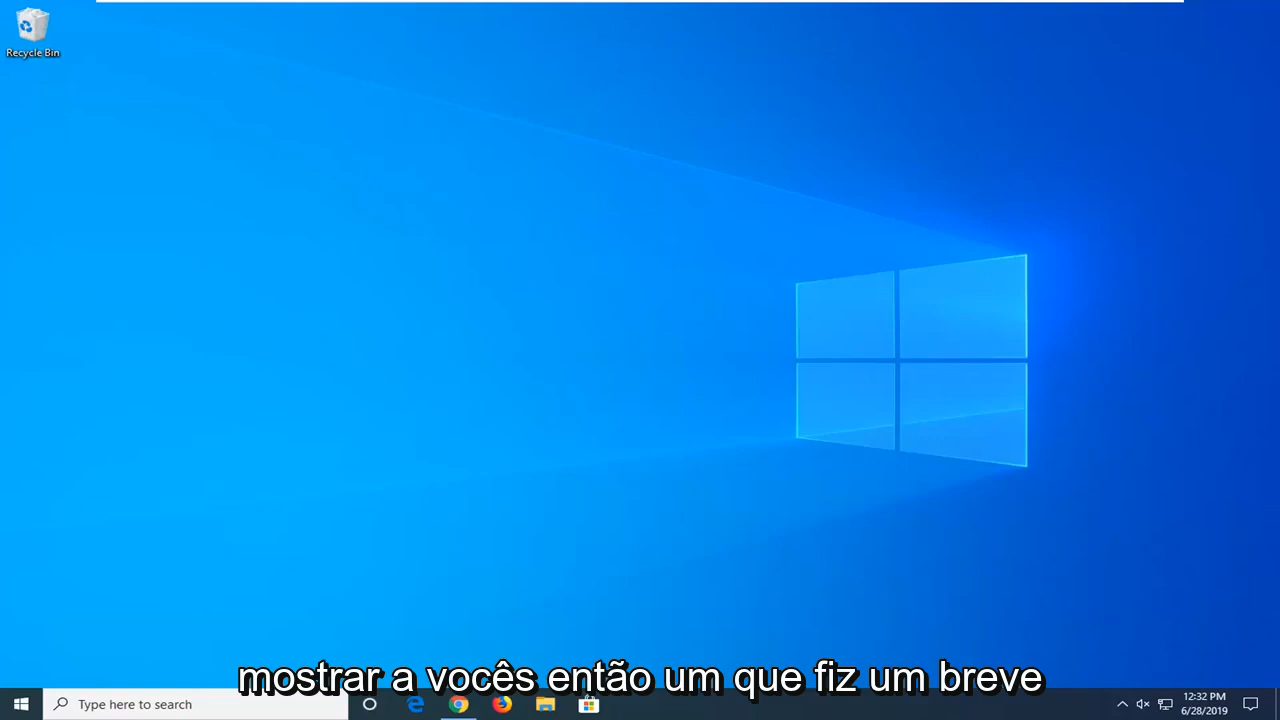 Recycle Bin
mostrar a vocês então um que fiz um breve
Type here to search
12:32 PM
6/28/2019